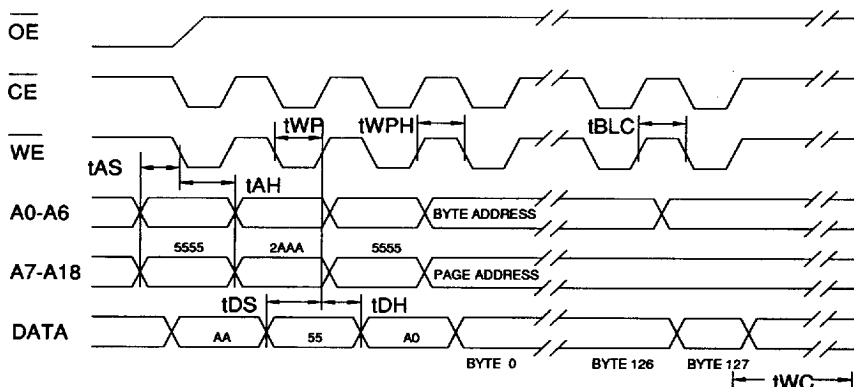 OE
CE
tWP tWPH tBLC
WE
tAS
tAH
A0-A6 BYTE ADDRESS
5555 2AAA 5555
A7-A18 PAGE ADDRESS
tDS tDH
DATA AA 55 A0
BYTE 0 BYTE 126 BYTE 127
tWC